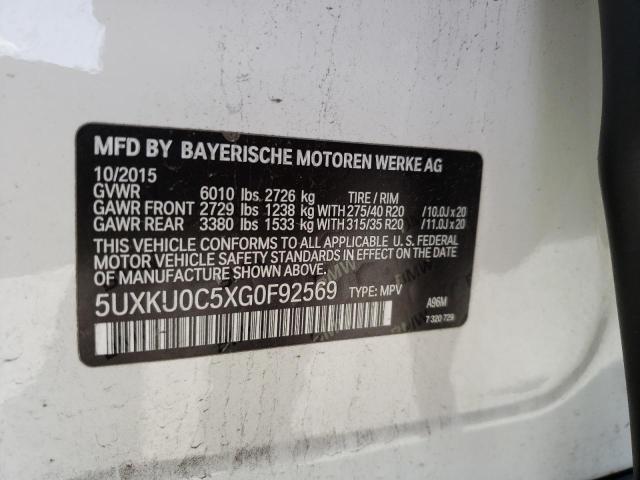 MFD BY BAYERISCHE MOTOREN WERKE AG
10/2015
GVWR 6010 lbs 2726 kg TIRE / RIM
GAWR FRONT 2729 lbs 1238 kg WITH 275/40 R20 /10.0J x 20
GAWR REAR 3380 lbs 1533 kg WITH 315/35 R20 /11.0J x 20
THIS VEHICLE CONFORMS TO ALL APPLICABLE U.S. FEDERAL
MOTOR VEHICLE SAFETY STANDARDS IN EFFECT ON THE
DATE OF MANUFACTURE SHOWN ABOVE.
5UXKU0C5XG0F92569 TYPE: MPV
A96M
7 320 729
BMW
BMW